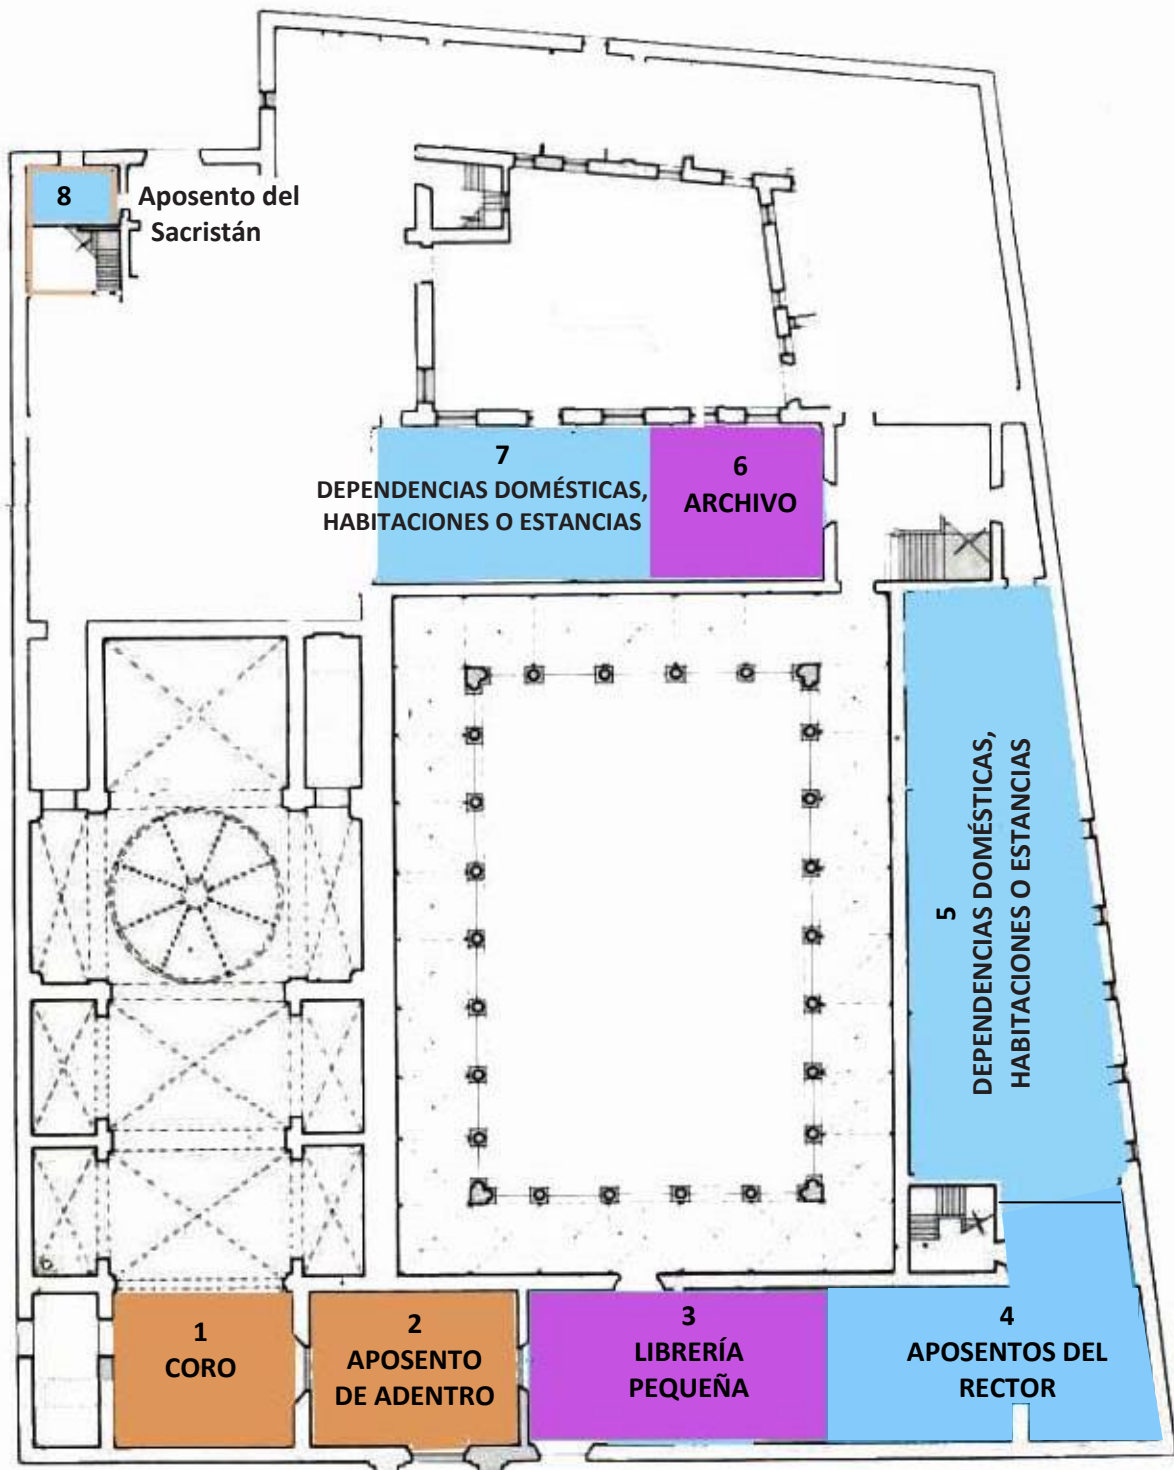 8
Aposento del
Sacristán
7
DEPENDENCIAS DOMÉSTICAS,
HABITACIONES O ESTANCIAS
6
ARCHIVO
5
DEPENDENCIAS DOMÉSTICAS,
HABITACIONES O ESTANCIAS
1
CORO
2
APOSENTO
DE ADENTRO
3
LIBRERÍA
PEQUEÑA
4
APOSENTOS DEL
RECTOR